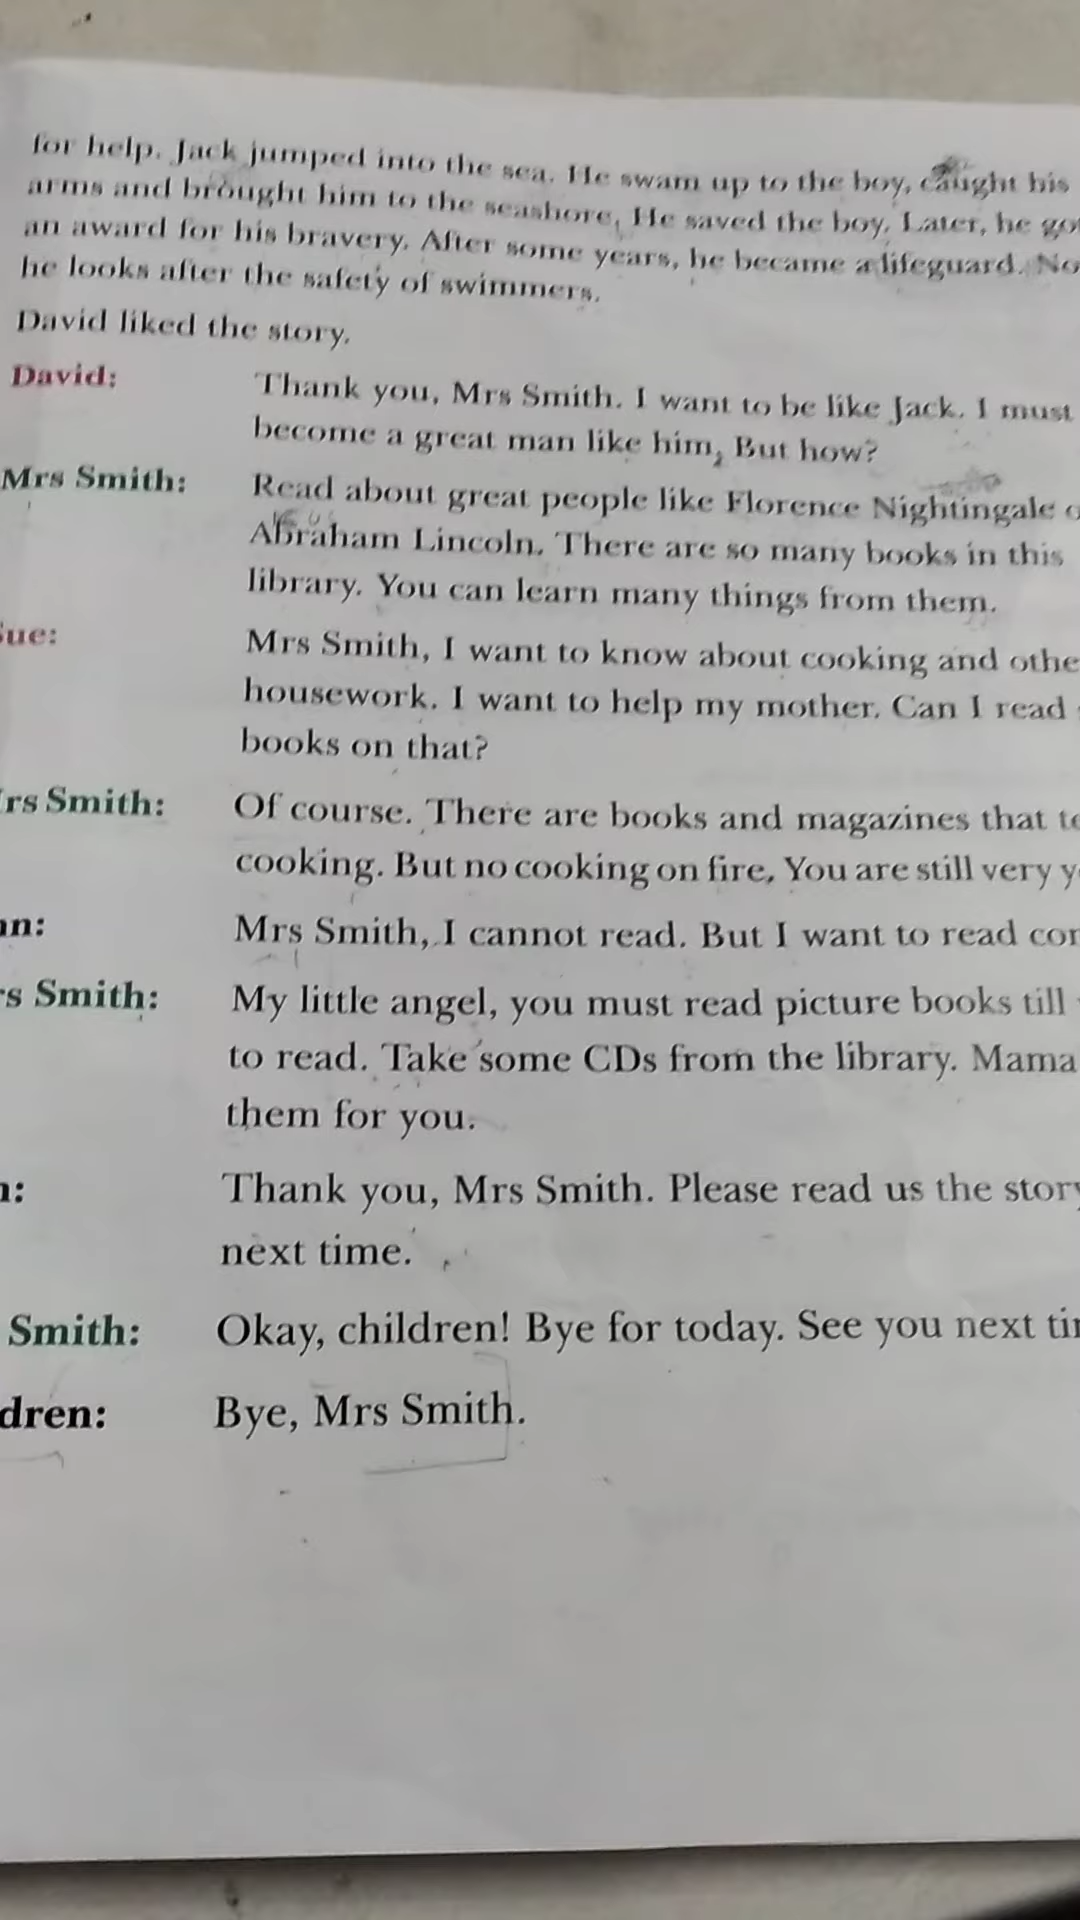 for help. Jack jumped into the sea. He swam up to the boy, caught his
arms and brought him to the seashore. He saved the boy. Later, he
an award for his bravery. After some years, he became a lifeguard.
he looks after the safety of swimmers.
David liked the story.
David: Thank you, Mrs Smith. I want to be like Jack. I must
become a great man like him, But how?
Mrs Smith: Read about great people like Florence Nightingale
Abraham Lincoln. There are so many books in this
library. You can learn many things from them.
Sue: Mrs Smith, I want to know about cooking and
housework. I want to help my mother. Can I read
books on that?
Mrs Smith: Of course. There are books and magazines that
cooking. But no cooking on fire, You are still very
Mrs Smith, I cannot read. But I want to read
Smith: My little angel, you must read picture books till
to read. Take some CDs from the library. Mama
them for you.
Thank you, Mrs Smith. Please read us the story
next time.
Smith: Okay, children! Bye for today. See you next
dren: Bye, Mrs Smith.